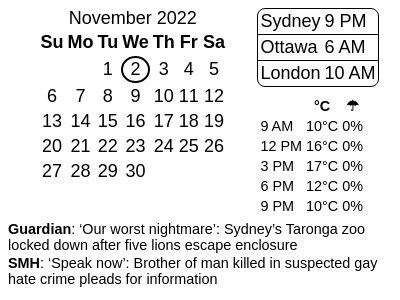 November 2022
Su Mo Tu We Th Fr Sa
1 2 3 4 5
6 7 8 9 10 11 12
13 14 15 16 17 18 19
20 21 22 23 24 25 26
27 28 29 30
Sydney 9 PM
Ottawa 6 AM
London 10 AM
°C ☂
9 AM 10°C 0%
12 PM 16°C 0%
3 PM 17°C 0%
6 PM 12°C 0%
9 PM 10°C 0%
Guardian: ‘Our worst nightmare’: Sydney’s Taronga zoo
locked down after five lions escape enclosure
SMH: ‘Speak now’: Brother of man killed in suspected gay
hate crime pleads for information